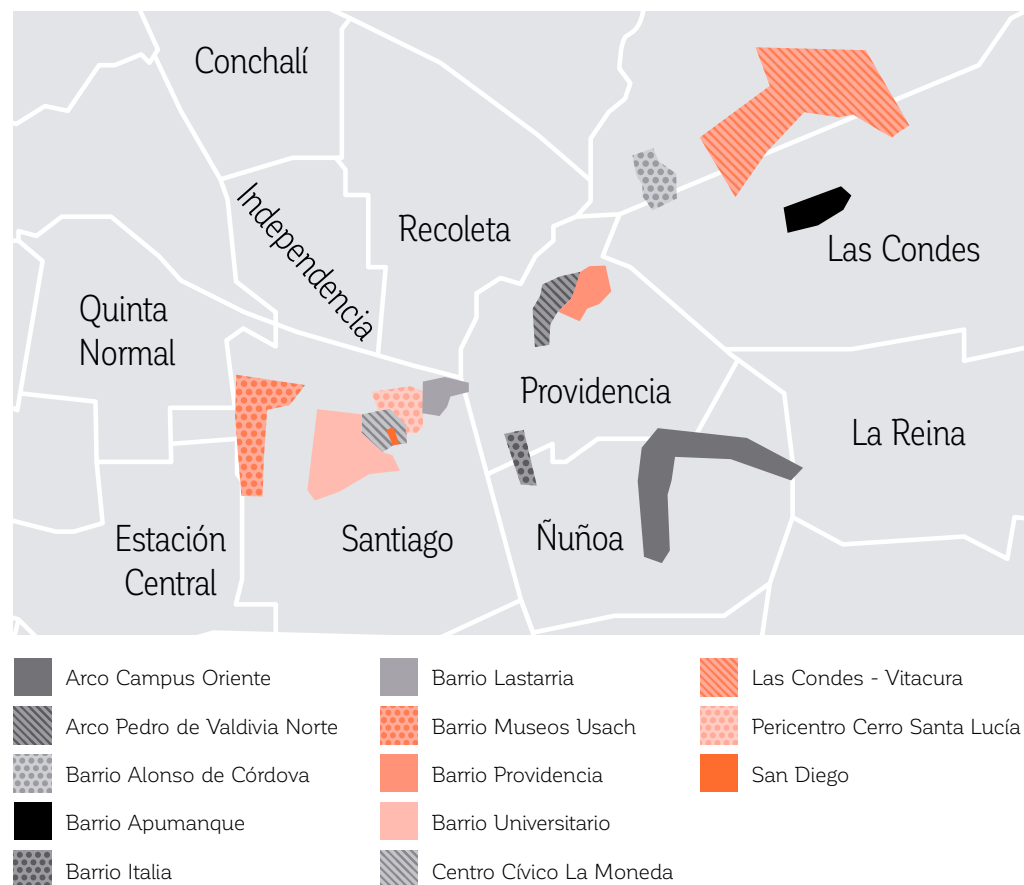 Conchalí
Independencia
Recoleta
Las Condes
Quinta
Normal
Providencia
La Reina
Estación
Central
Santiago
Ñuñoa
Arco Campus Oriente
Arco Pedro de Valdivia Norte
Barrio Alonso de Córdova
Barrio Apumanque
Barrio Italia
Barrio Lastarria
Barrio Museos Usach
Barrio Providencia
Barrio Universitario
Centro Cívico La Moneda
Las Condes - Vitacura
Pericentro Cerro Santa Lucía
San Diego